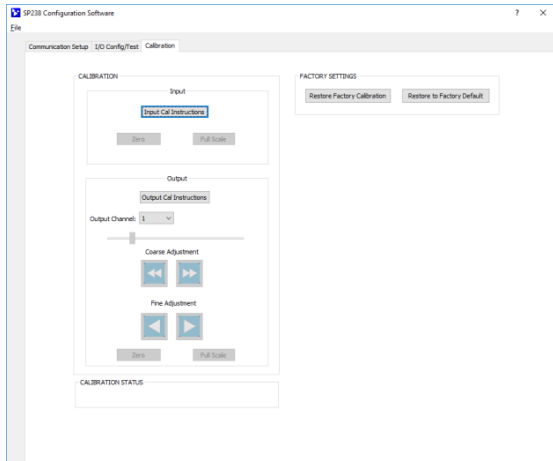 SP238 Configuration Software
? ×
File
Communication Setup I/O Config/Test Calibration
CALIBRATION
Input
Input Cal Instructions
Zero Full Scale
Output
Output Cal Instructions
Output Channel: 1
Coarse Adjustment
Fine Adjustment
Zero Full Scale
CALIBRATION STATUS
FACTORY SETTINGS
Restore Factory Calibration Restore to Factory Default